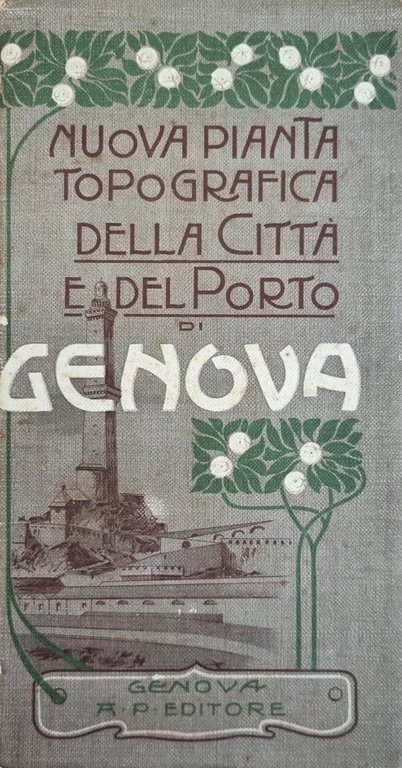 NUOVA PIANTA
TOPOGRAFICA
DELLA CITTÀ
E DEL PORTO
DI
GENOVA
GENOVA
A·P·EDITORE